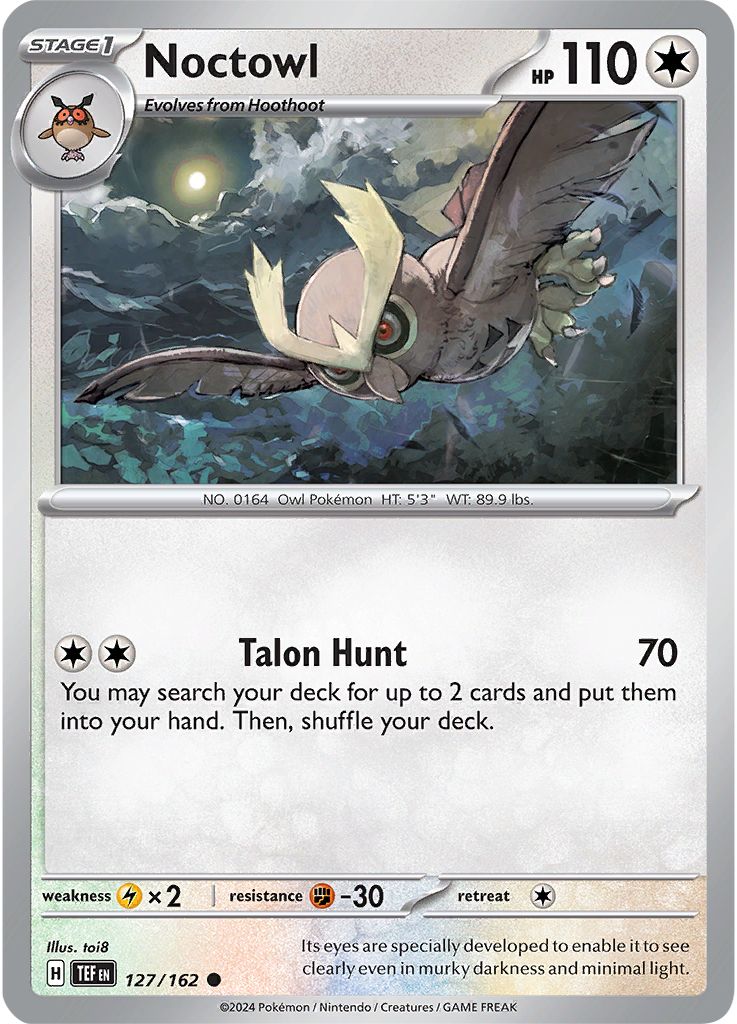 STAGE1
Noctowl
HP 110
Evolves from Hoothoot
NO. 0164 Owl Pokémon HT: 5'3" WT: 89.9 lbs.
Talon Hunt 70
You may search your deck for up to 2 cards and put them
into your hand. Then, shuffle your deck.
weakness ×2 resistance -30 retreat
Illus. toi8
Its eyes are specially developed to enable it to see
clearly even in murky darkness and minimal light.
H TEF EN 127/162
©2024 Pokémon / Nintendo / Creatures / GAME FREAK